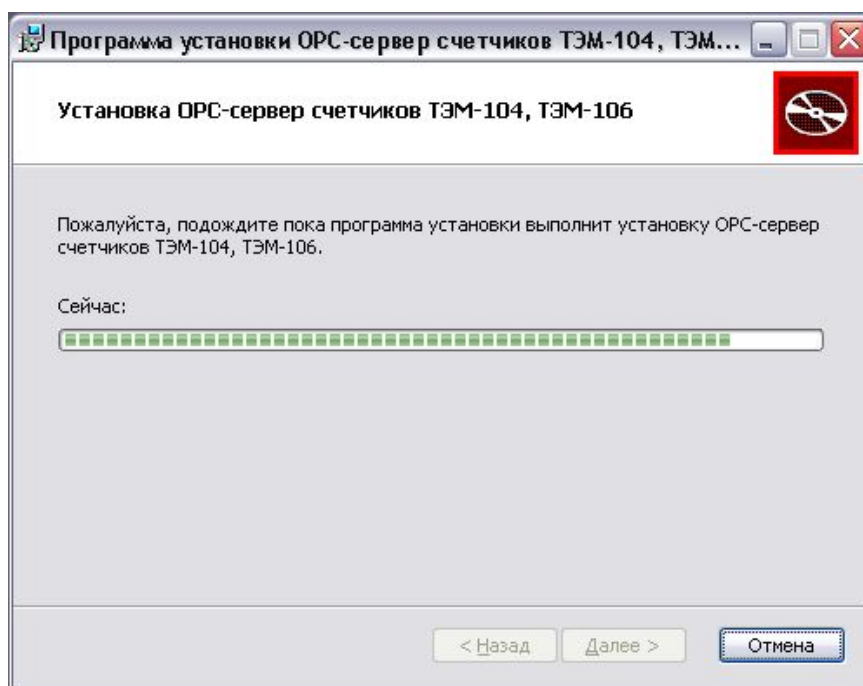 Программа установки OPC-сервер счетчиков ТЭМ-104, ТЭМ...
Установка OPC-сервер счетчиков ТЭМ-104, ТЭМ-106
Пожалуйста, подождите пока программа установки выполнит установку OPC-сервер
счетчиков ТЭМ-104, ТЭМ-106.
Сейчас:
< Назад Далее > Отмена